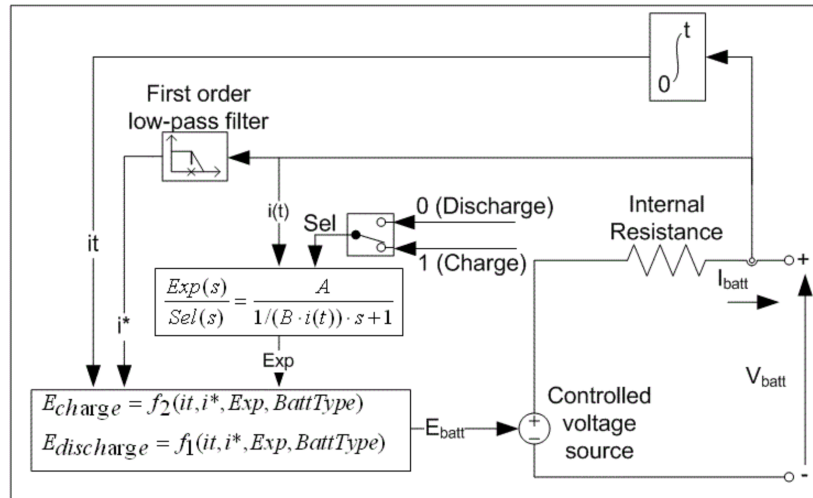 t
0
First order
low-pass filter
i(t)
Sel
0 (Discharge)
1 (Charge)
Internal
Resistance
+
I_batt
it
i*
Exp(s)/Sel(s) = A/(1/(B·i(t))·s+1)
Exp
V_batt
E_charge = f_2(it,i*,Exp,BattType)
E_discharge = f_1(it,i*,Exp,BattType)
E_batt
+
−
Controlled
voltage
source
-